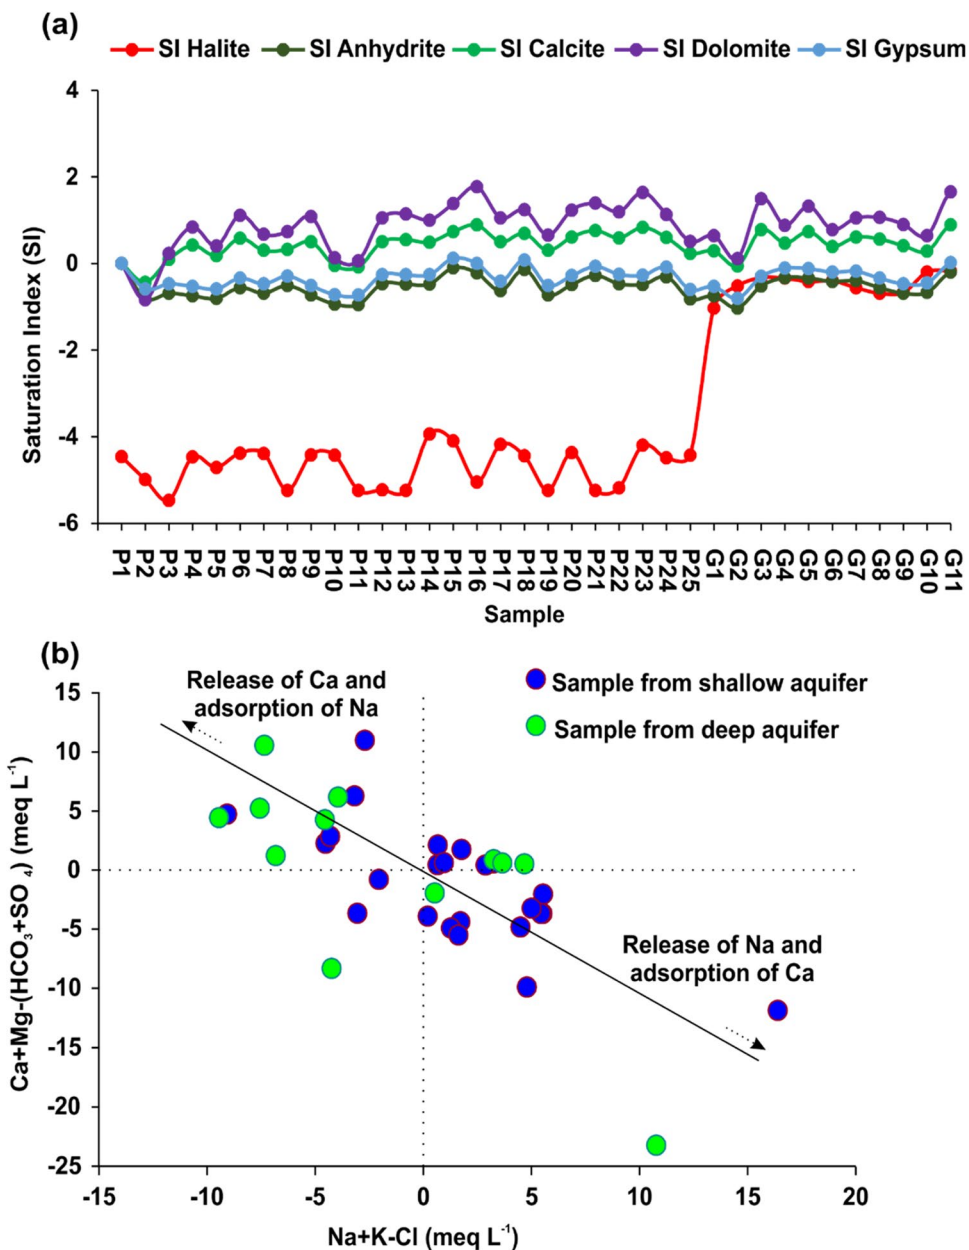 (a)
SI Halite SI Anhydrite SI Calcite SI Dolomite SI Gypsum
4
2
0
-2
-4
-6
Saturation Index (SI)
P1 P2 P3 P4 P5 P6 P7 P8 P9 P10 P11 P12 P13 P14 P15 P16 P17 P18 P19 P20 P21 P22 P23 P24 P25 G1 G2 G3 G4 G5 G6 G7 G8 G9 G10 G11
Sample
(b)
Release of Ca and
adsorption of Na
Sample from shallow aquifer
Sample from deep aquifer
15
10
5
0
-5
-10
-15
-20
-25
Ca+Mg-(HCO₃+SO₄) (meq L⁻¹)
Release of Na and
adsorption of Ca
-15 -10 -5 0 5 10 15 20
Na+K-Cl (meq L⁻¹)